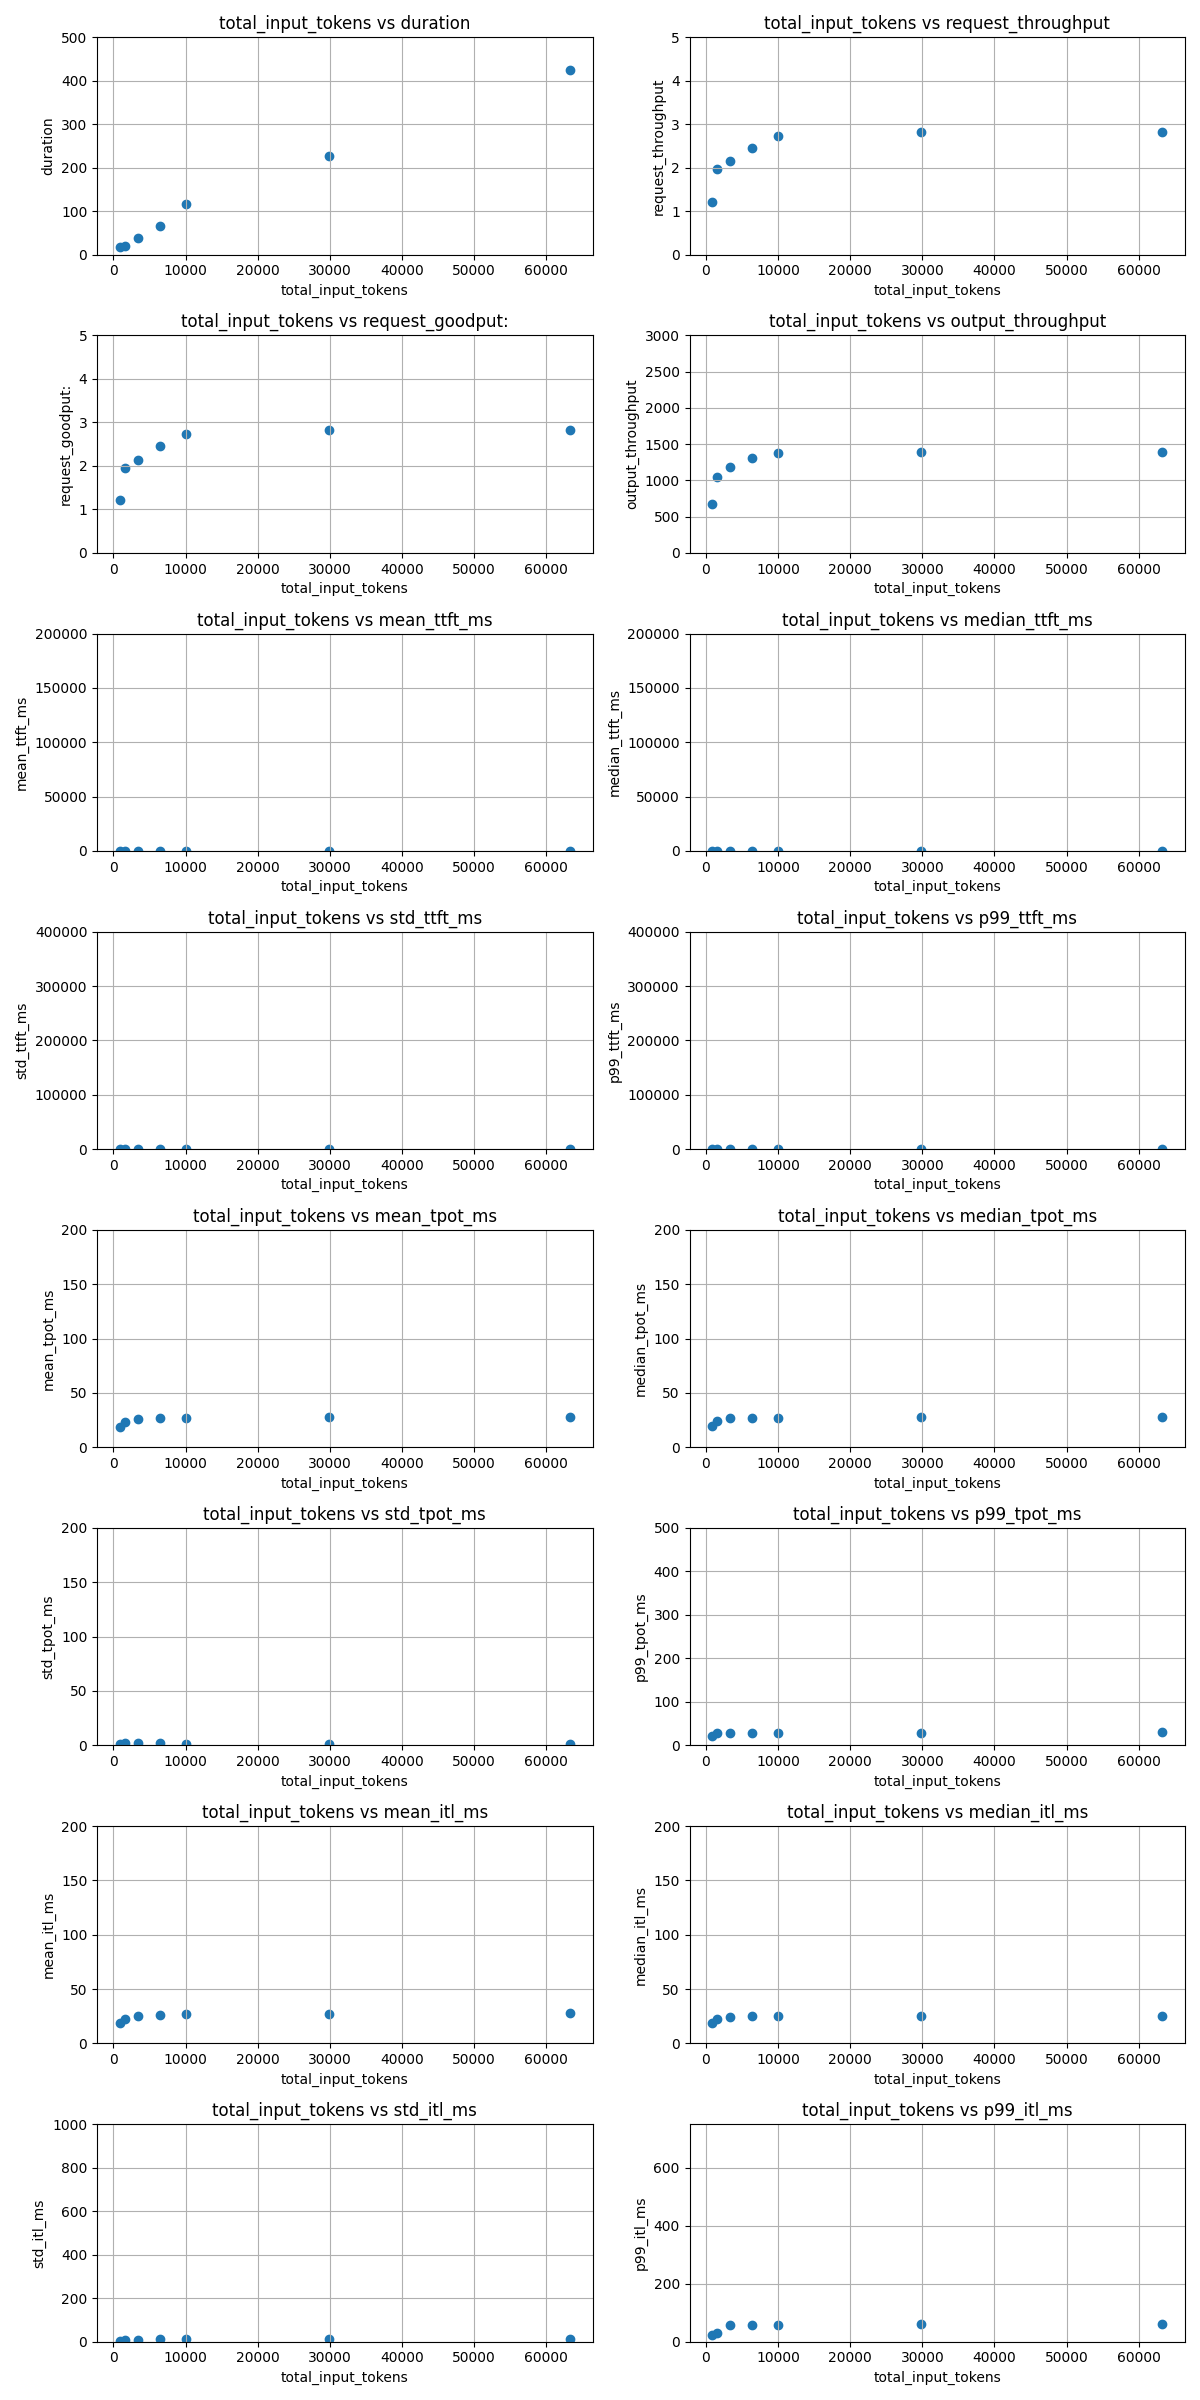 total_input_tokens vs duration
500
400
300
200
100
0
duration
0 10000 20000 30000 40000 50000 60000
total_input_tokens
total_input_tokens vs request_throughput
5
4
3
2
1
0
request_throughput
0 10000 20000 30000 40000 50000 60000
total_input_tokens
total_input_tokens vs request_goodput:
5
4
3
2
1
0
request_goodput:
0 10000 20000 30000 40000 50000 60000
total_input_tokens
total_input_tokens vs output_throughput
3000
2500
2000
1500
1000
500
0
output_throughput
0 10000 20000 30000 40000 50000 60000
total_input_tokens
total_input_tokens vs mean_ttft_ms
200000
150000
100000
50000
0
mean_ttft_ms
0 10000 20000 30000 40000 50000 60000
total_input_tokens
total_input_tokens vs median_ttft_ms
200000
150000
100000
50000
0
median_ttft_ms
0 10000 20000 30000 40000 50000 60000
total_input_tokens
total_input_tokens vs std_ttft_ms
400000
300000
200000
100000
0
std_ttft_ms
0 10000 20000 30000 40000 50000 60000
total_input_tokens
total_input_tokens vs p99_ttft_ms
400000
300000
200000
100000
0
p99_ttft_ms
0 10000 20000 30000 40000 50000 60000
total_input_tokens
total_input_tokens vs mean_tpot_ms
200
150
100
50
0
mean_tpot_ms
0 10000 20000 30000 40000 50000 60000
total_input_tokens
total_input_tokens vs median_tpot_ms
200
150
100
50
0
median_tpot_ms
0 10000 20000 30000 40000 50000 60000
total_input_tokens
total_input_tokens vs std_tpot_ms
200
150
100
50
0
std_tpot_ms
0 10000 20000 30000 40000 50000 60000
total_input_tokens
total_input_tokens vs p99_tpot_ms
500
400
300
200
100
0
p99_tpot_ms
0 10000 20000 30000 40000 50000 60000
total_input_tokens
total_input_tokens vs mean_itl_ms
200
150
100
50
0
mean_itl_ms
0 10000 20000 30000 40000 50000 60000
total_input_tokens
total_input_tokens vs median_itl_ms
200
150
100
50
0
median_itl_ms
0 10000 20000 30000 40000 50000 60000
total_input_tokens
total_input_tokens vs std_itl_ms
1000
800
600
400
200
0
std_itl_ms
0 10000 20000 30000 40000 50000 60000
total_input_tokens
total_input_tokens vs p99_itl_ms
600
400
200
0
p99_itl_ms
0 10000 20000 30000 40000 50000 60000
total_input_tokens